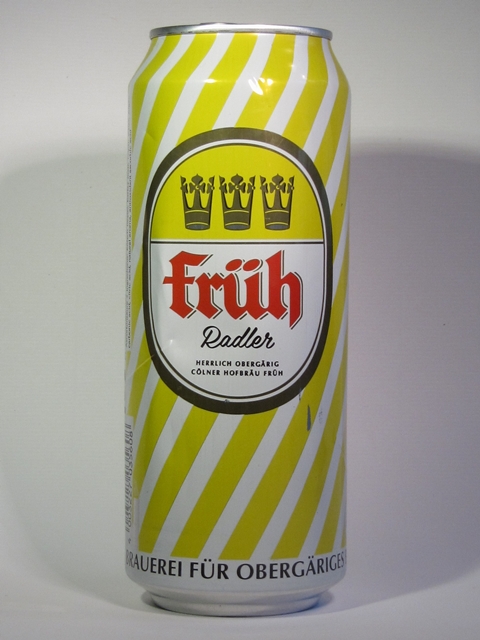 früh
Radler
HERRLICH OBERGÄRIG
CÖLNER HOFBRÄU FRÜH
BRAUEREI FÜR OBERGÄRIGES